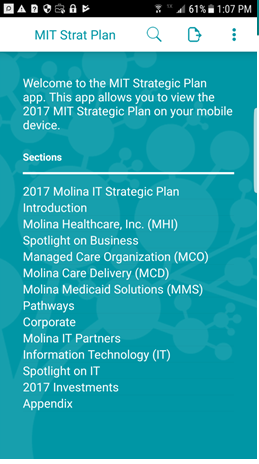 61% 1:07 PM
MIT Strat Plan
Welcome to the MIT Strategic Plan
app. This app allows you to view the
2017 MIT Strategic Plan on your mobile
device.
Sections
2017 Molina IT Strategic Plan
Introduction
Molina Healthcare, Inc. (MHI)
Spotlight on Business
Managed Care Organization (MCO)
Molina Care Delivery (MCD)
Molina Medicaid Solutions (MMS)
Pathways
Corporate
Molina IT Partners
Information Technology (IT)
Spotlight on IT
2017 Investments
Appendix